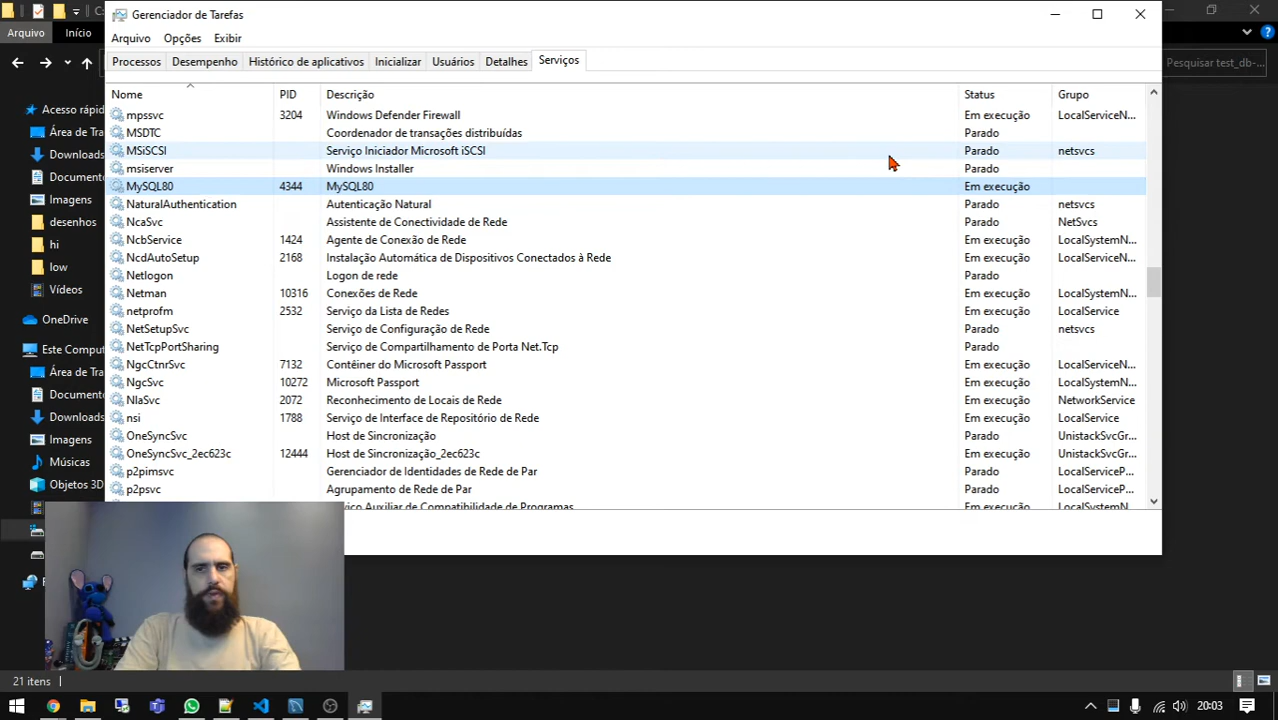 Gerenciador de Tarefas
Arquivo
Início
Arquivo Opções Exibir
Processos Desempenho Histórico de aplicativos Inicializar Usuários Detalhes Serviços
Pesquisar test_db-...
Nome PID Descrição Status Grupo
mpssvc 3204 Windows Defender Firewall Em execução LocalServiceN...
MSDTC Coordenador de transações distribuídas Parado
MSiSCSI Serviço Iniciador Microsoft iSCSI Parado netsvcs
msiserver Windows Installer Parado
MySQL80 4344 MySQL80 Em execução
NaturalAuthentication Autenticação Natural Parado netsvcs
NcaSvc Assistente de Conectividade de Rede Parado NetSvcs
NcbService 1424 Agente de Conexão de Rede Em execução LocalSystemN...
NcdAutoSetup 2168 Instalação Automática de Dispositivos Conectados à Rede Em execução LocalServiceN...
Netlogon Logon de rede Parado
Netman 10316 Conexões de Rede Em execução LocalSystemN...
netprofm 2532 Serviço da Lista de Redes Em execução LocalService
NetSetupSvc Serviço de Configuração de Rede Parado netsvcs
NetTcpPortSharing Serviço de Compartilhamento de Porta Net.Tcp Parado
NgcCtnrSvc 7132 Contêiner do Microsoft Passport Em execução LocalServiceN...
NgcSvc 10272 Microsoft Passport Em execução LocalSystemN...
NlaSvc 2072 Reconhecimento de Locais de Rede Em execução NetworkService
nsi 1788 Serviço de Interface de Repositório de Rede Em execução LocalService
OneSyncSvc Host de Sincronização Parado UnistackSvcGr...
OneSyncSvc_2ec623c 12444 Host de Sincronização_2ec623c Em execução UnistackSvcGr...
p2pimsvc Gerenciador de Identidades de Rede de Par Parado LocalServiceP...
p2psvc Agrupamento de Rede de Par Parado LocalServiceP...
Auxiliar de Compatibilidade de Programas Em execução LocalSystemN...
Acesso rápid
Área de Tra
Downloads
Document
Imagens
desenhos
hi
low
Vídeos
OneDrive
Este Comput
Área de Tra
Document
Downloads
Imagens
Músicas
Objetos 3D
21 itens
20:03